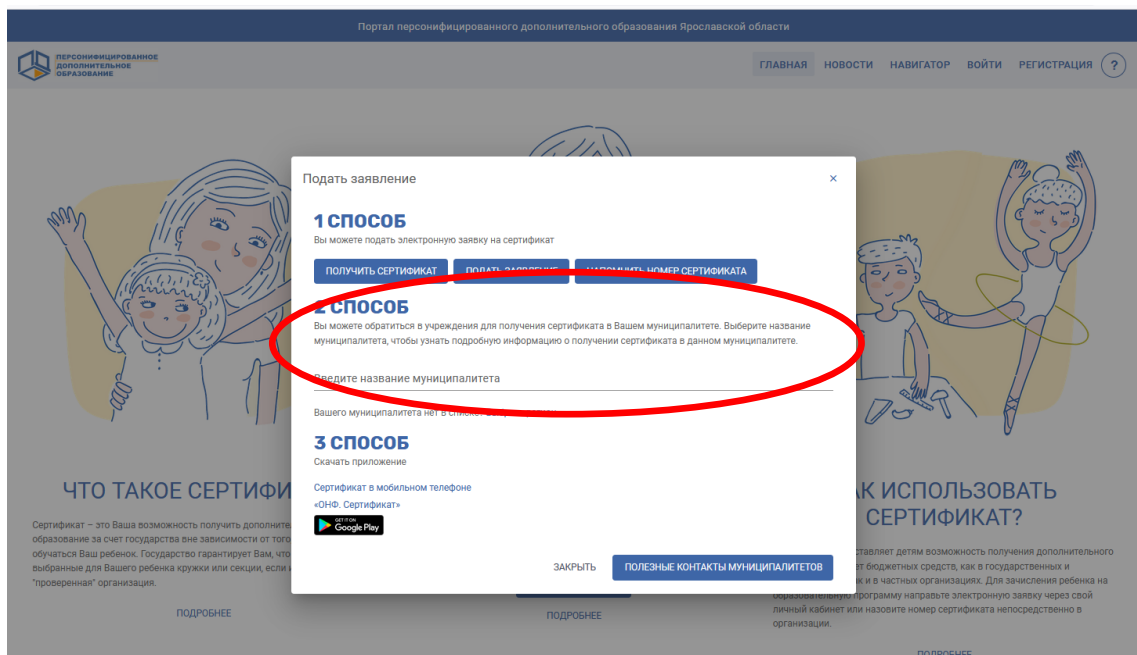 Портал персонифицированного дополнительного образования Ярославской области
ПЕРСОНИФИЦИРОВАННОЕ
ДОПОЛНИТЕЛЬНОЕ
ОБРАЗОВАНИЕ
ГЛАВНАЯ НОВОСТИ НАВИГАТОР ВОЙТИ РЕГИСТРАЦИЯ ?
Подать заявление ×
1 СПОСОБ
Вы можете подать электронную заявку на сертификат
ПОЛУЧИТЬ СЕРТИФИКАТ ПОДАТЬ ЗАЯВЛЕНИЕ НАПОМНИТЬ НОМЕР СЕРТИФИКАТА
2 СПОСОБ
Вы можете обратиться в учреждения для получения сертификата в Вашем муниципалитете. Выберите название
муниципалитета, чтобы узнать подробную информацию о получении сертификата в данном муниципалитете.
Введите название муниципалитета
Вашего муниципалитета нет в списке?
3 СПОСОБ
Скачать приложение
Сертификат в мобильном телефоне
«ОНФ. Сертификат»
GET IT ON
Google Play
ЗАКРЫТЬ ПОЛЕЗНЫЕ КОНТАКТЫ МУНИЦИПАЛИТЕТОВ
ЧТО ТАКОЕ СЕРТИФИ
Сертификат – это Ваша возможность получить дополните
образование за счет государства вне зависимости от того
обучаться Ваш ребенок. Государство гарантирует Вам, что
выбранные для Вашего ребенка кружки или секции, если
"проверенная" организация.
ПОДРОБНЕЕ
ПОДРОБНЕЕ
АК ИСПОЛЬЗОВАТЬ
СЕРТИФИКАТ?
ставляет детям возможность получения дополнительного
ет бюджетных средств, как в государственных и
к и в частных организациях. Для зачисления ребенка на
образовательную программу направьте электронную заявку через свой
личный кабинет или назовите номер сертификата непосредственно в
организации.
ПОДРОБНЕЕ